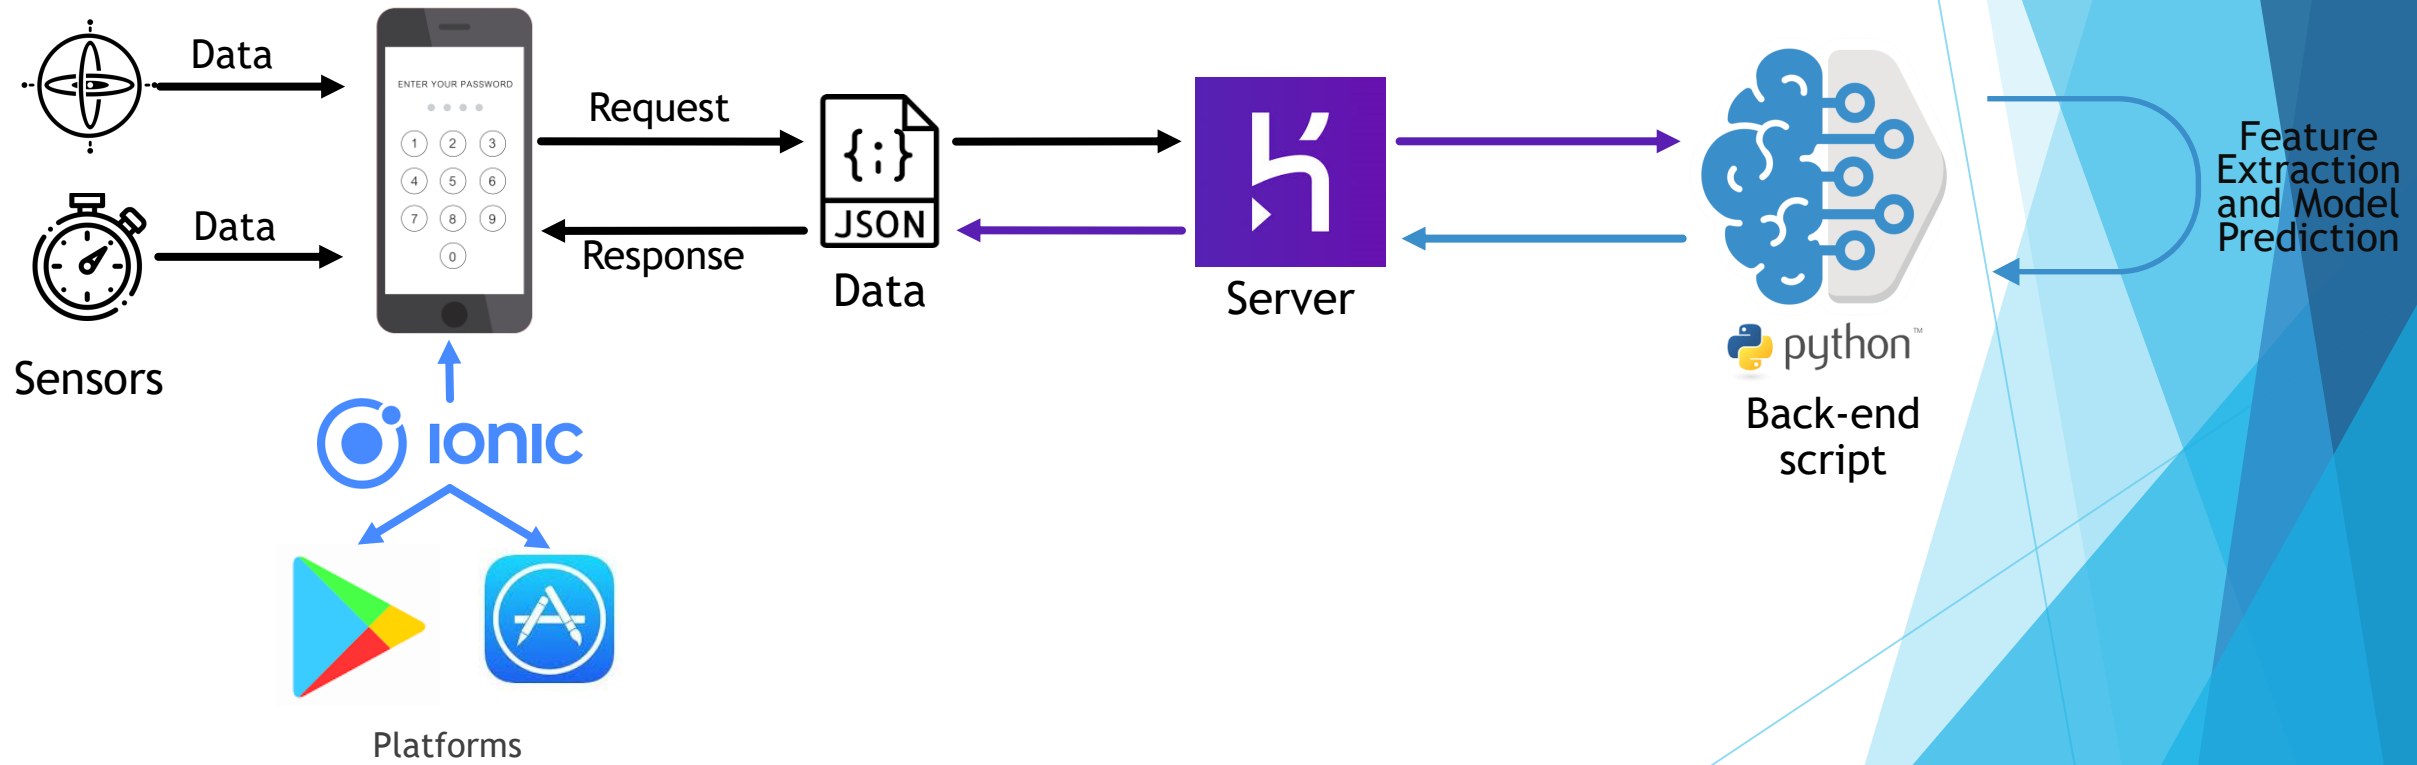 Data
Data
Sensors
ENTER YOUR PASSWORD
1 2 3
4 5 6
7 8 9
0
Request
Response
{;}
JSON
Data
Server
python™
Back-end
script
Feature
Extraction
and Model
Prediction
ionic
Platforms